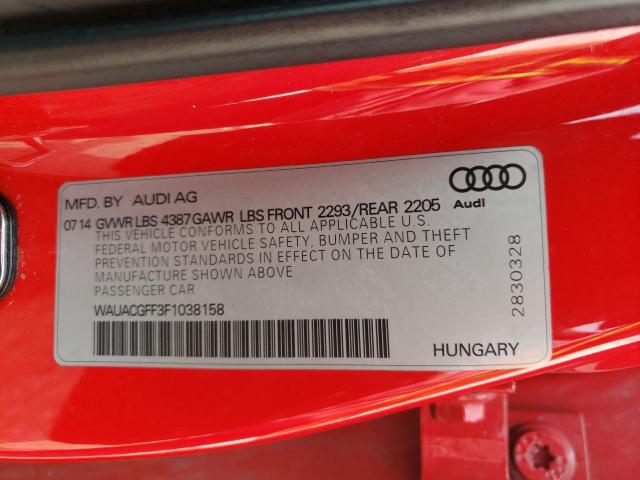 MFD. BY AUDI AG
Audi
07 14 GVWR LBS 4387 GAWR LBS FRONT 2293/REAR 2205
THIS VEHICLE CONFORMS TO ALL APPLICABLE U.S.
FEDERAL MOTOR VEHICLE SAFETY, BUMPER AND THEFT
PREVENTION STANDARDS IN EFFECT ON THE DATE OF
MANUFACTURE SHOWN ABOVE
PASSENGER CAR
WAUACGFF3F1038158
HUNGARY
2830328